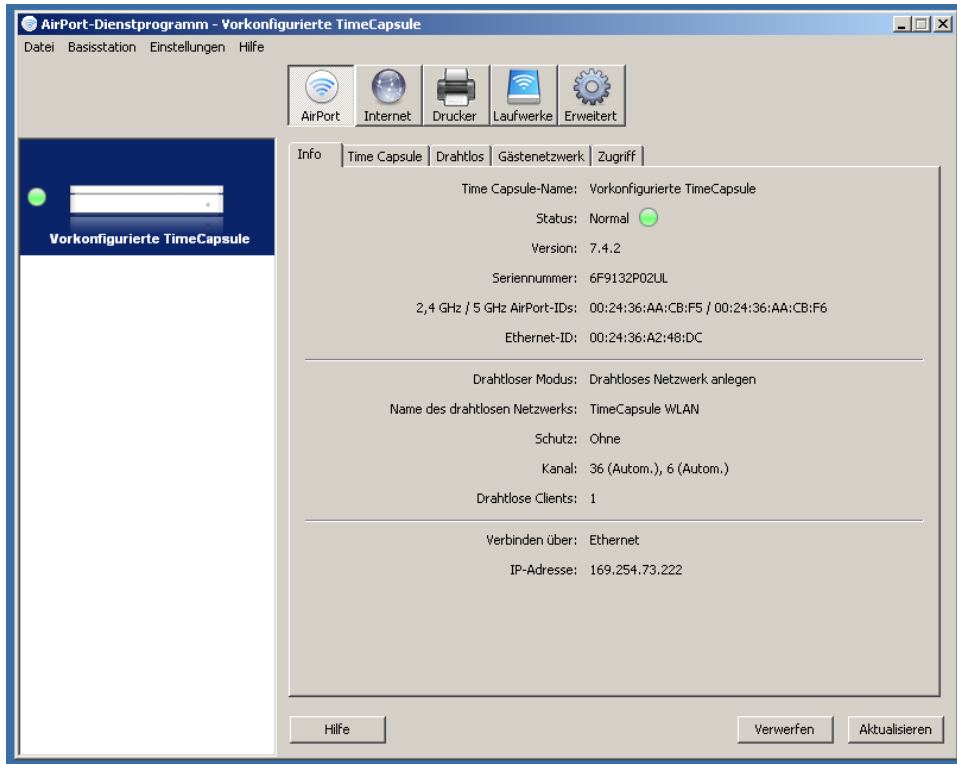 AirPort-Dienstprogramm - Vorkonfigurierte TimeCapsule
Datei Basisstation Einstellungen Hilfe
AirPort Internet Drucker Laufwerke Erweitert
Info Time Capsule Drahtlos Gästenetzwerk Zugriff
Vorkonfigurierte TimeCapsule
Time Capsule-Name: Vorkonfigurierte TimeCapsule
Status: Normal
Version: 7.4.2
Seriennummer: 6F9132P02UL
2,4 GHz / 5 GHz AirPort-IDs: 00:24:36:AA:CB:F5 / 00:24:36:AA:CB:F6
Ethernet-ID: 00:24:36:A2:48:DC
Drahtloser Modus: Drahtloses Netzwerk anlegen
Name des drahtlosen Netzwerks: TimeCapsule WLAN
Schutz: Ohne
Kanal: 36 (Autom.), 6 (Autom.)
Drahtlose Clients: 1
Verbinden über: Ethernet
IP-Adresse: 169.254.73.222
Hilfe Verwerfen Aktualisieren